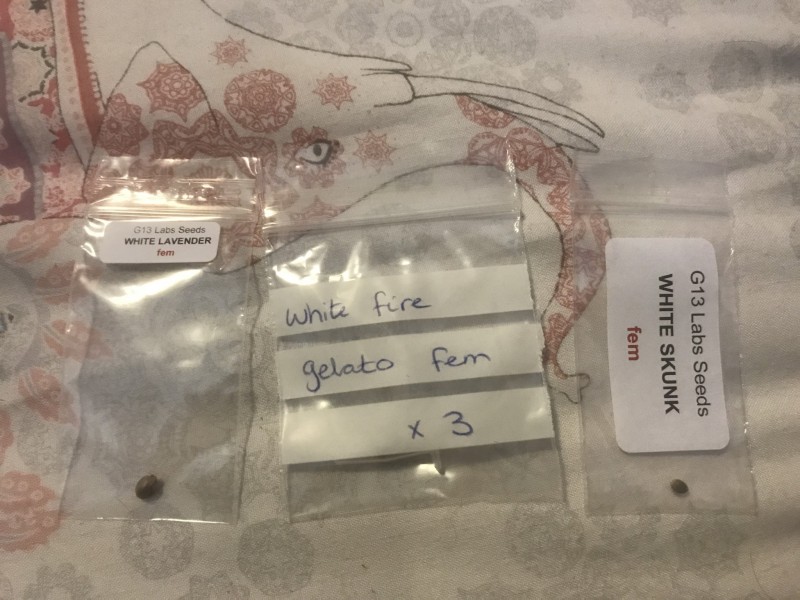 G13 Labs Seeds
WHITE LAVENDER
fem
white fire
gelato fem
x 3
G13 Labs Seeds
WHITE SKUNK
fem